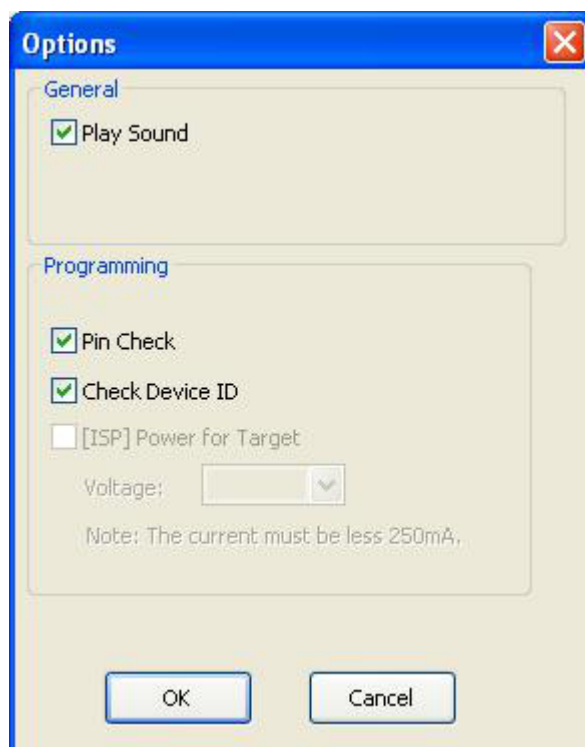 Options
General
Play Sound
Programming
Pin Check
Check Device ID
[ISP] Power for Target
Voltage:
Note: The current must be less 250mA.
OK Cancel